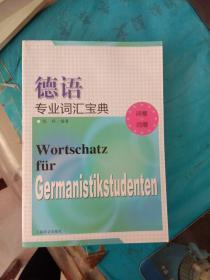 德语
专业词汇宝典
Wortschatz
für
Germanistikstudenten